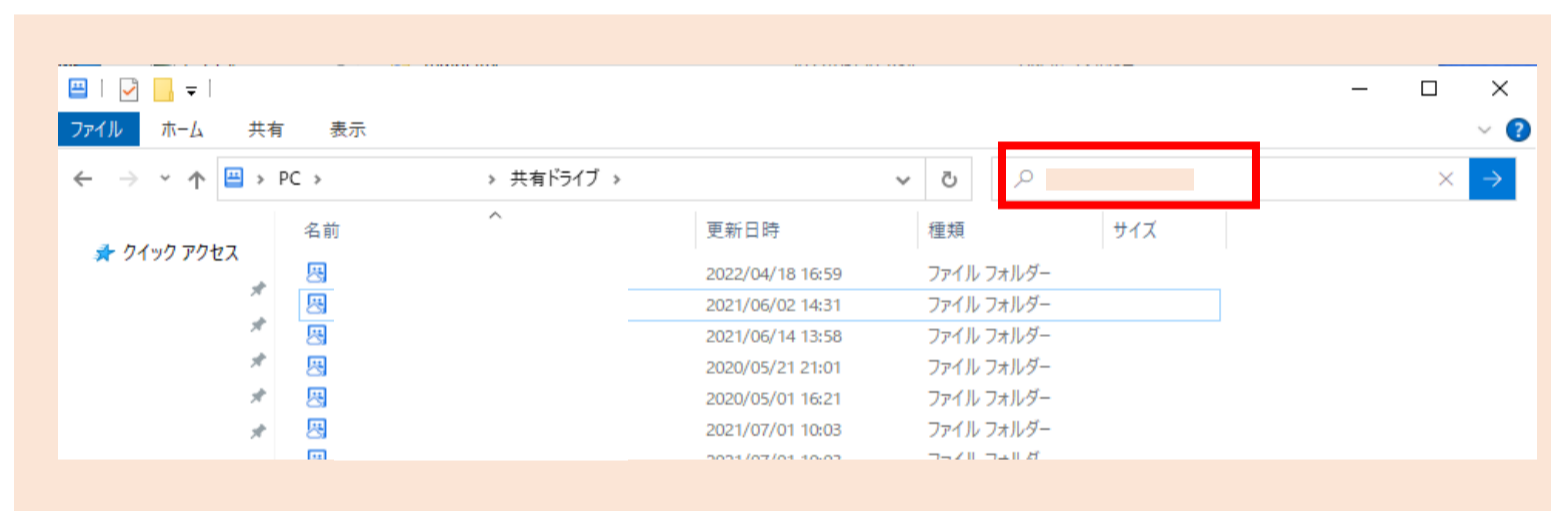 ファイル ホーム 共有 表示
PC > > 共有ドライブ >
名前 更新日時 種類 サイズ
クイック アクセス
2022/04/18 16:59 ファイル フォルダー
2021/06/02 14:31 ファイル フォルダー
2021/06/14 13:58 ファイル フォルダー
2020/05/21 21:01 ファイル フォルダー
2020/05/01 16:21 ファイル フォルダー
2021/07/01 10:03 ファイル フォルダー